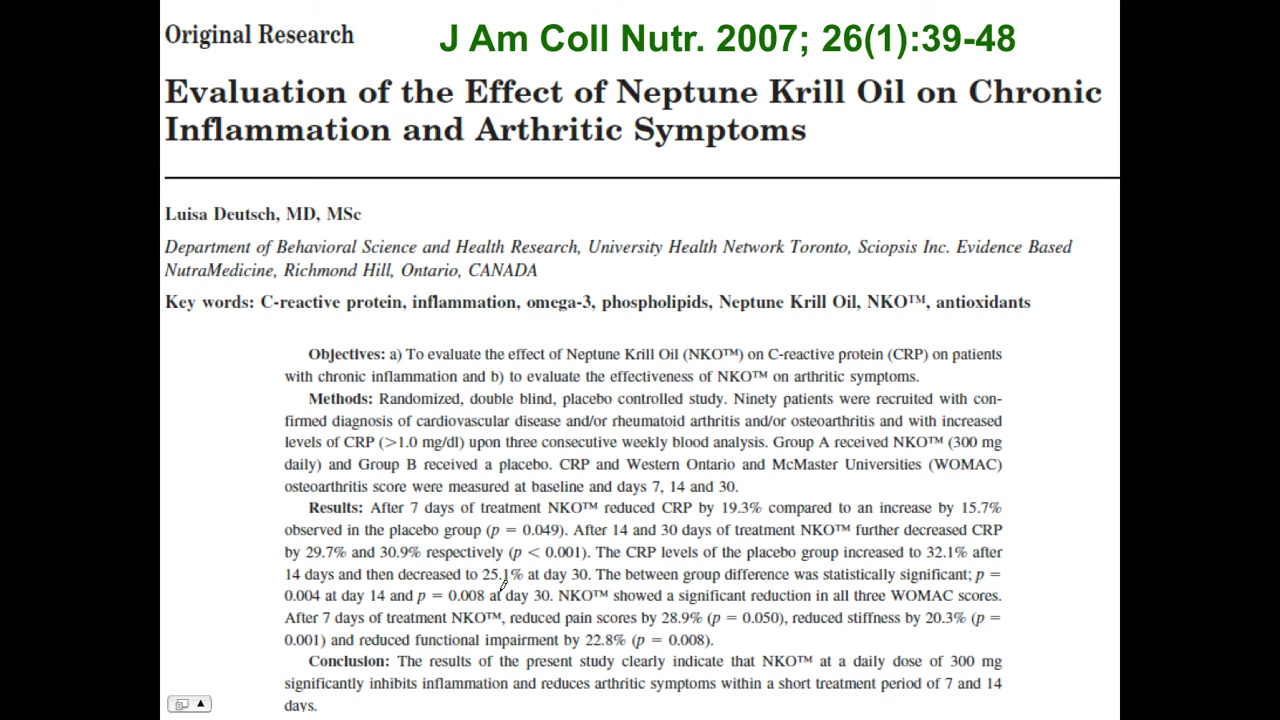 Original Research
J Am Coll Nutr. 2007; 26(1):39-48
Evaluation of the Effect of Neptune Krill Oil on Chronic
Inflammation and Arthritic Symptoms
Luisa Deutsch, MD, MSc
Department of Behavioral Science and Health Research, University Health Network Toronto, Sciopsis Inc. Evidence Based
NutraMedicine, Richmond Hill, Ontario, CANADA
Key words: C-reactive protein, inflammation, omega-3, phospholipids, Neptune Krill Oil, NKO™, antioxidants
Objectives: a) To evaluate the effect of Neptune Krill Oil (NKO™) on C-reactive protein (CRP) on patients
with chronic inflammation and b) to evaluate the effectiveness of NKO™ on arthritic symptoms.
Methods: Randomized, double blind, placebo controlled study. Ninety patients were recruited with con-
firmed diagnosis of cardiovascular disease and/or rheumatoid arthritis and/or osteoarthritis and with increased
levels of CRP (>1.0 mg/dl) upon three consecutive weekly blood analysis. Group A received NKO™ (300 mg
daily) and Group B received a placebo. CRP and Western Ontario and McMaster Universities (WOMAC)
osteoarthritis score were measured at baseline and days 7, 14 and 30.
Results: After 7 days of treatment NKO™ reduced CRP by 19.3% compared to an increase by 15.7%
observed in the placebo group (p = 0.049). After 14 and 30 days of treatment NKO™ further decreased CRP
by 29.7% and 30.9% respectively (p < 0.001). The CRP levels of the placebo group increased to 32.1% after
14 days and then decreased to 25.1% at day 30. The between group difference was statistically significant; p =
0.004 at day 14 and p = 0.008 at day 30. NKO™ showed a significant reduction in all three WOMAC scores.
After 7 days of treatment NKO™, reduced pain scores by 28.9% (p = 0.050), reduced stiffness by 20.3% (p =
0.001) and reduced functional impairment by 22.8% (p = 0.008).
Conclusion: The results of the present study clearly indicate that NKO™ at a daily dose of 300 mg
significantly inhibits inflammation and reduces arthritic symptoms within a short treatment period of 7 and 14
days.